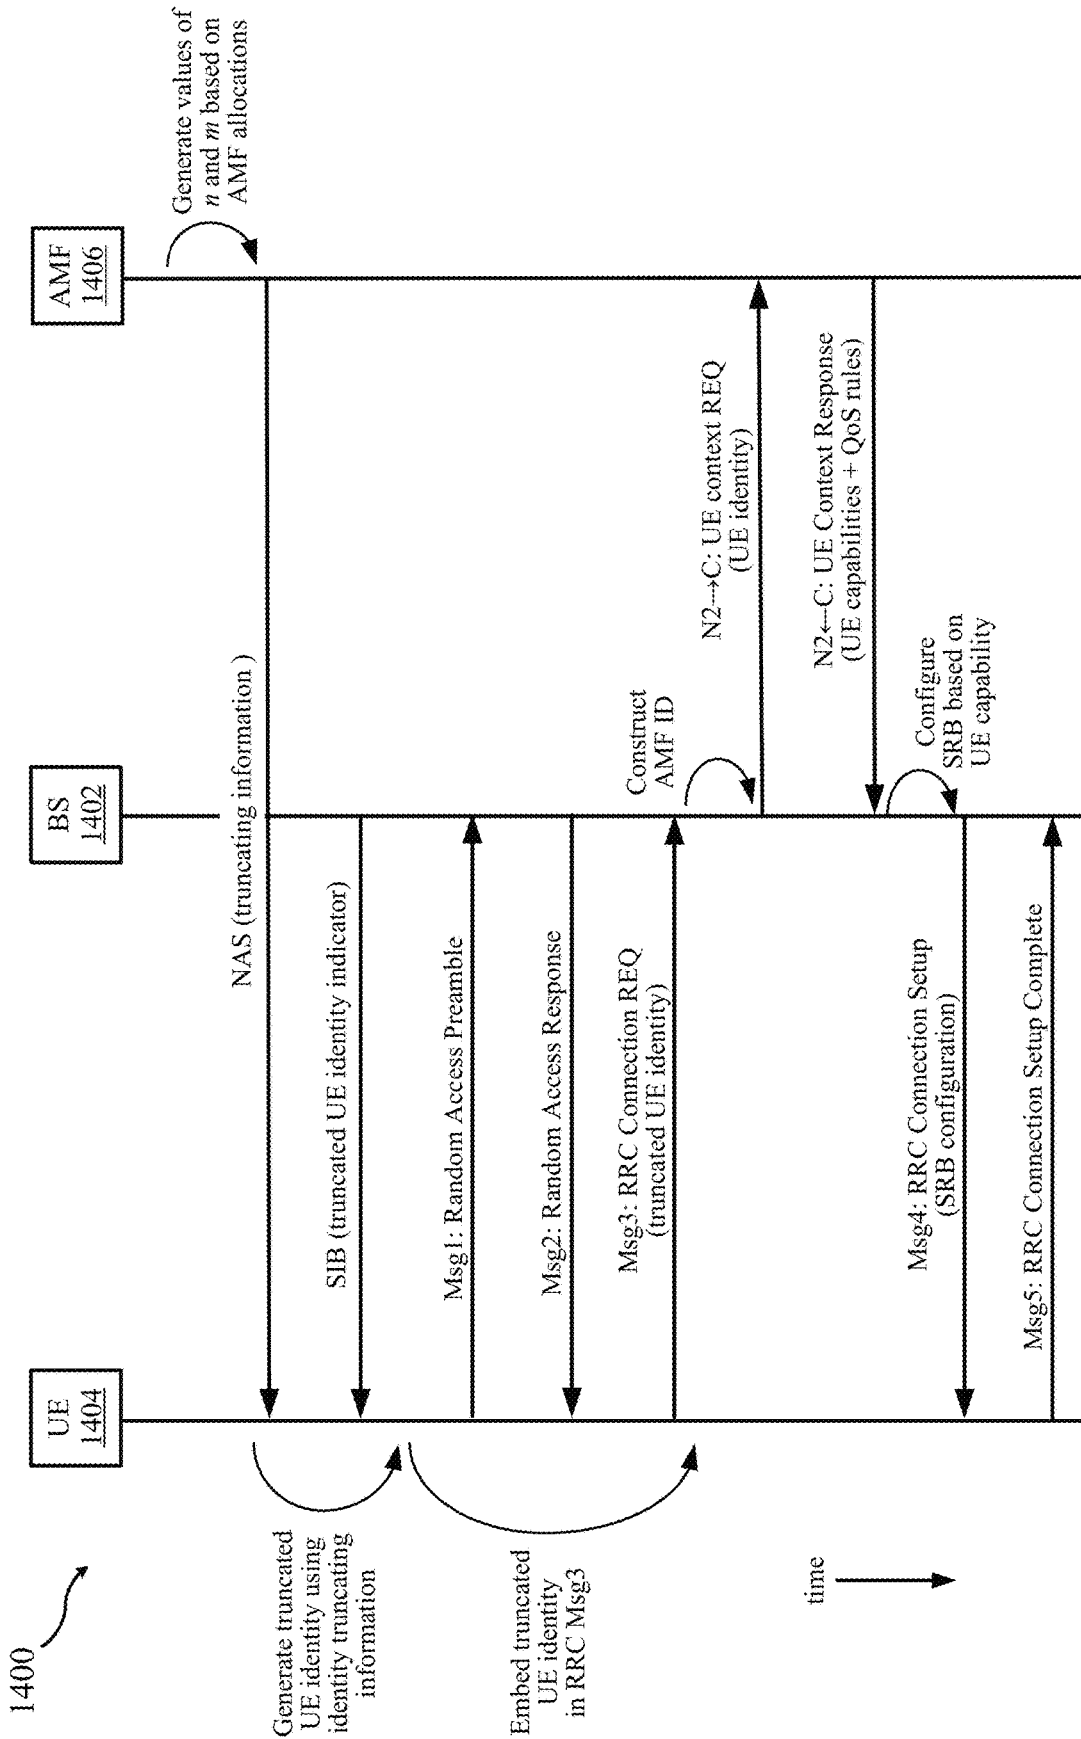 1400
UE
1404
BS
1402
AMF
1406
Generate values of
n and m based on
AMF allocations
NAS (truncating information )
Generate truncated
UE identity using
identity truncating
information
SIB (truncated UE identity indicator)
Embed truncated
UE identity
in RRC Msg3
Msg1: Random Access Preamble
Msg2: Random Access Response
Msg3: RRC Connection REQ
(truncated UE identity)
Construct
AMF ID
N2→C: UE context REQ
(UE identity)
N2←C: UE Context Response
(UE capabilities + QoS rules)
Configure
SRB based on
UE capability
Msg4: RRC Connection Setup
(SRB configuration)
Msg5: RRC Connection Setup Complete
time